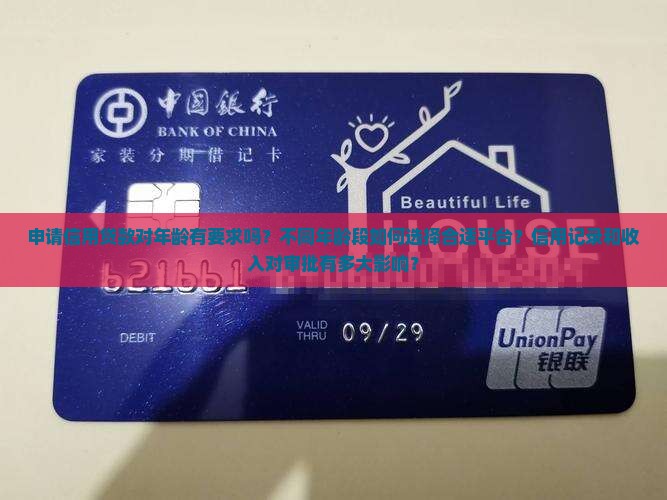 中国银行
BANK OF CHINA
家装分期借记卡
Beautiful Life
HOUSE
申请信用贷款对年龄有要求吗？不同年龄段如何选择合适平台？信用记录和收
入对审批有多大影响？
DEBIT
VALID
THRU
09/29
UnionPay
银联